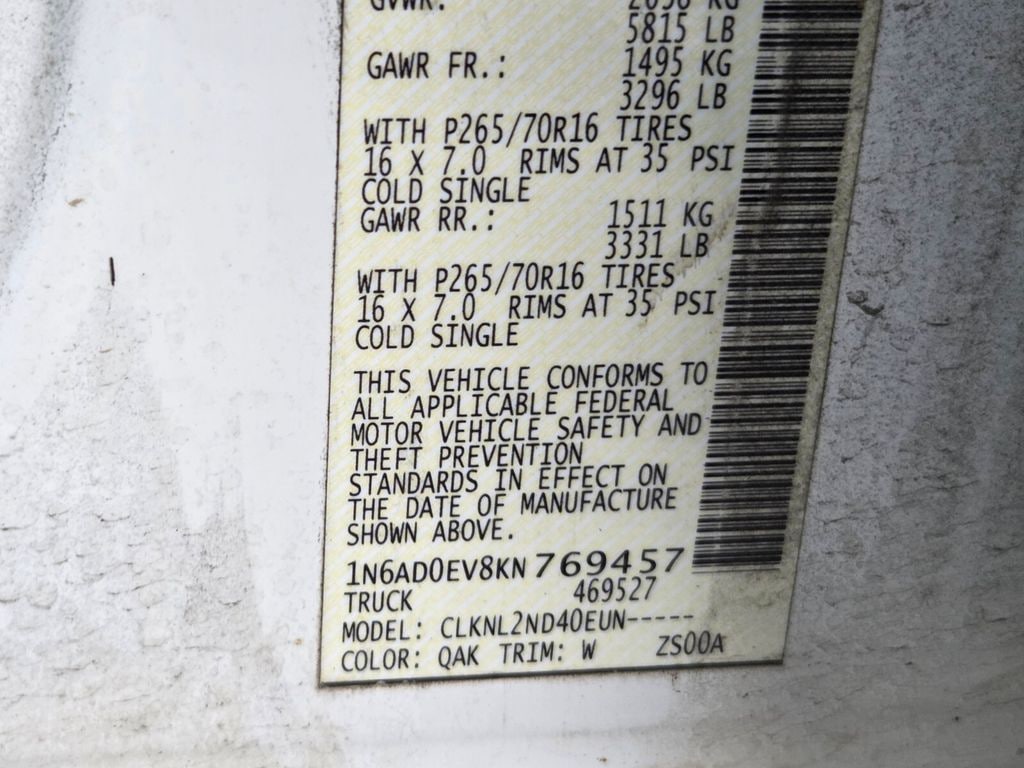 GVWR:
5815 LB
GAWR FR.: 1495 KG
3296 LB
WITH P265/70R16 TIRES
16 X 7.0 RIMS AT 35 PSI
COLD SINGLE
GAWR RR.: 1511 KG
3331 LB
WITH P265/70R16 TIRES
16 X 7.0 RIMS AT 35 PSI
COLD SINGLE
THIS VEHICLE CONFORMS TO
ALL APPLICABLE FEDERAL
MOTOR VEHICLE SAFETY AND
THEFT PREVENTION
STANDARDS IN EFFECT ON
THE DATE OF MANUFACTURE
SHOWN ABOVE.
1N6AD0EV8KN769457
TRUCK 469527
MODEL: CLKNL2ND40EUN-----
COLOR: QAK TRIM: W ZS00A